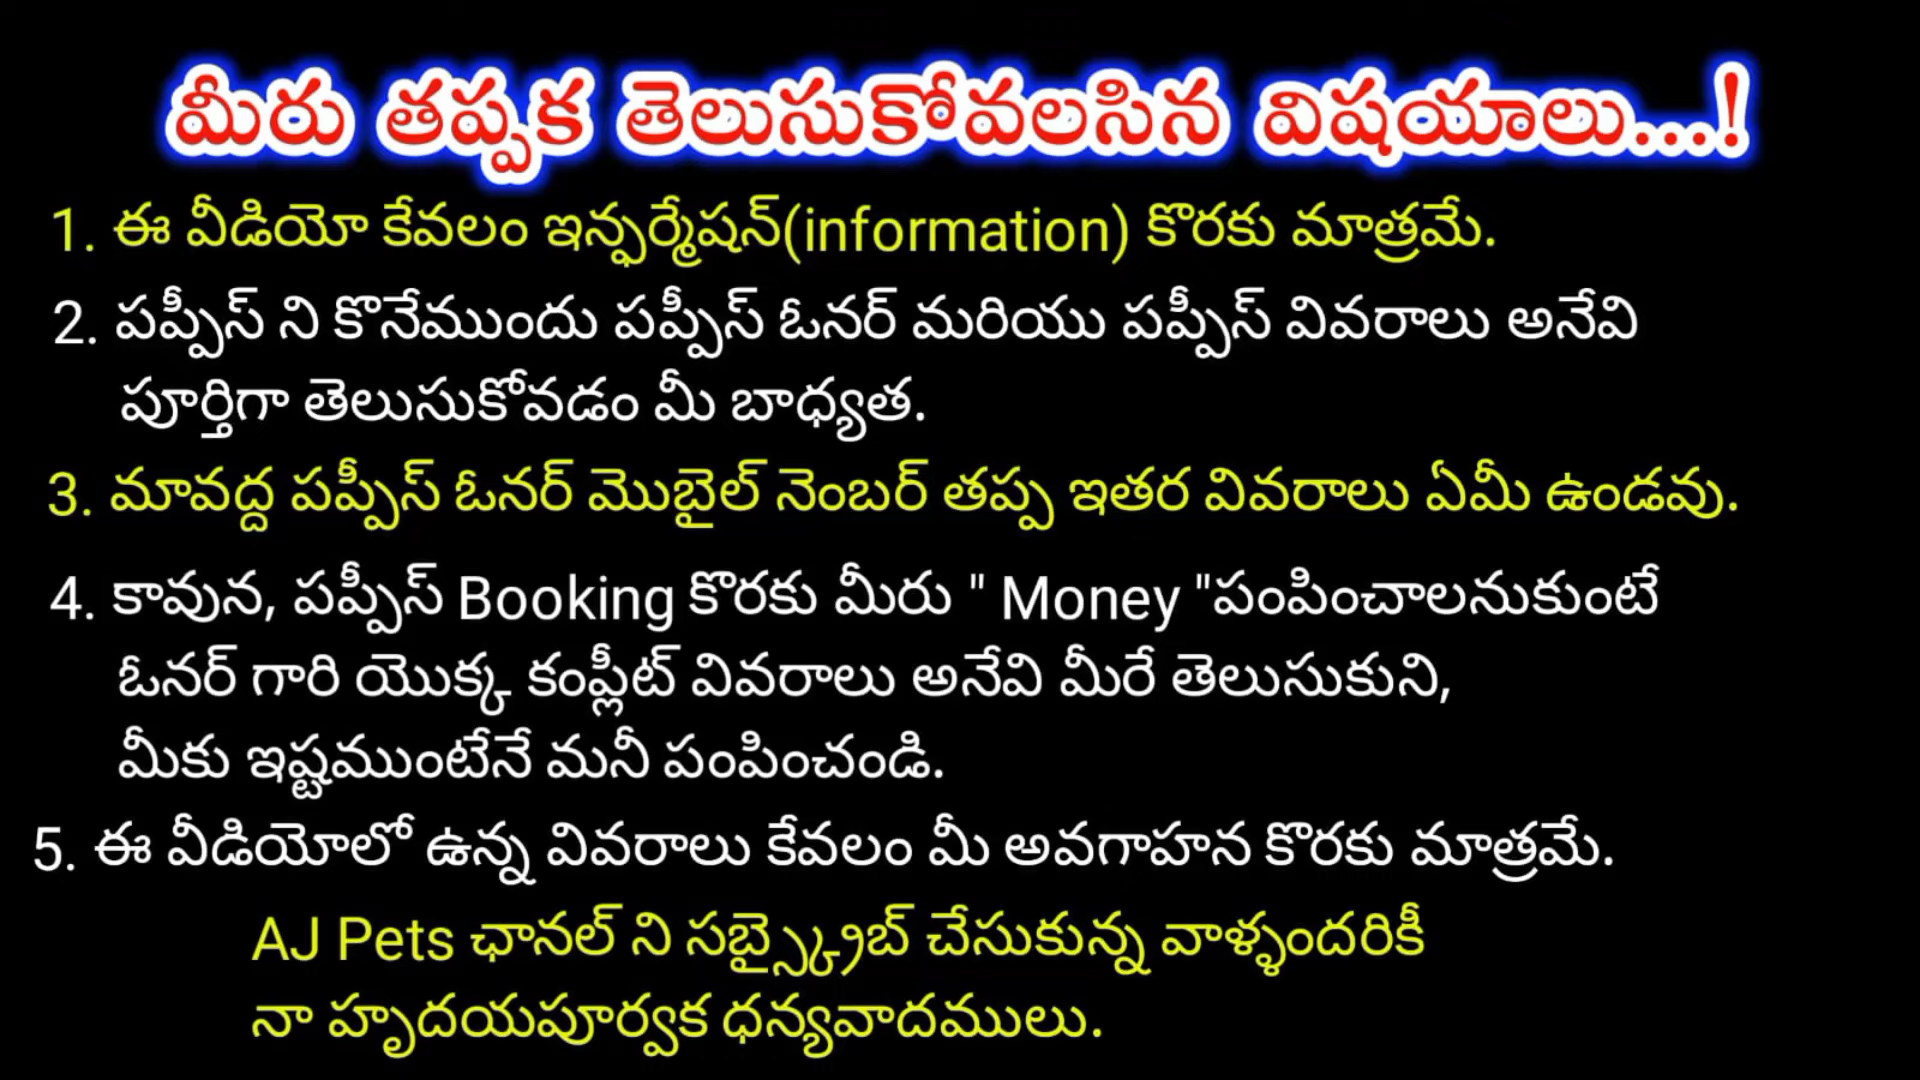 మీరు తప్పక తెలుసుకోవలసిన విషయాలు....!
1. ఈ వీడియో కేవలం ఇన్ఫర్మేషన్(information) కొరకు మాత్రమే.
2. పప్పీస్ ని కొనేముందు పప్పీస్ ఓనర్ మరియు పప్పీస్ వివరాలు అనేవి
పూర్తిగా తెలుసుకోవడం మీ బాధ్యత.
3. మావద్ద పప్పీస్ ఓనర్ మొబైల్ నెంబర్ తప్ప ఇతర వివరాలు ఏమీ ఉండవు.
4. కావున, పప్పీస్ Booking కొరకు మీరు " Money "పంపించాలనుకుంటే
ఓనర్ గారి యొక్క కంప్లీట్ వివరాలు అనేవి మీరే తెలుసుకుని,
మీకు ఇష్టముంటేనే మనీ పంపించండి.
5. ఈ వీడియోలో ఉన్న వివరాలు కేవలం మీ అవగాహన కొరకు మాత్రమే.
AJ Pets ఛానల్ ని సబ్స్క్రైబ్ చేసుకున్న వాళ్ళందరికీ
నా హృదయపూర్వక ధన్యవాదములు.